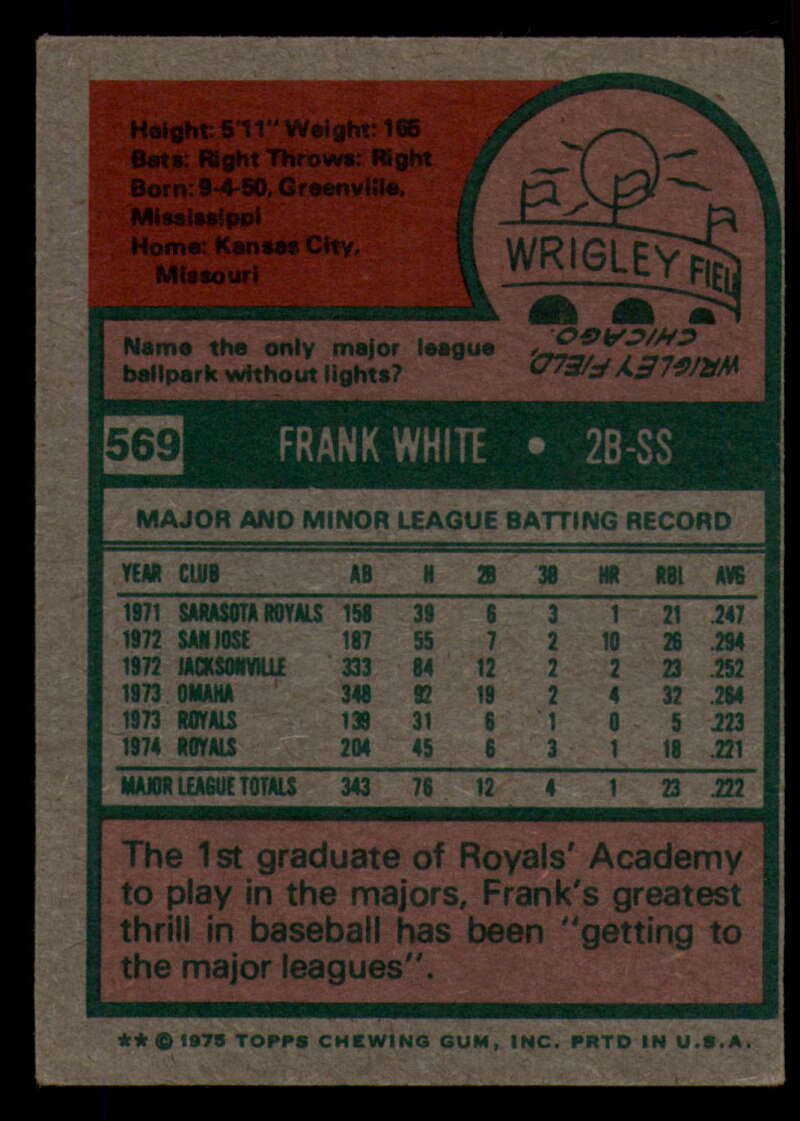 Height: 5'11" Weight: 165
Bats: Right Throws: Right
Born: 9-4-50, Greenville,
Mississippi
Home: Kansas City,
Missouri
WRIGLEY FIELD
Name the only major league
ballpark without lights?
WRIGLEY FIELD,
CHICAGO.
569 FRANK WHITE • 2B-SS
MAJOR AND MINOR LEAGUE BATTING RECORD
YEAR CLUB AB H 2B 3B HR RBI AVG
1971 SARASOTA ROYALS 158 39 6 3 1 21 .247
1972 SAN JOSE 187 55 7 2 10 26 .294
1972 JACKSONVILLE 333 84 12 2 2 23 .252
1973 OMAHA 348 92 19 2 4 32 .264
1973 ROYALS 139 31 6 1 0 5 .223
1974 ROYALS 204 45 6 3 1 18 .221
MAJOR LEAGUE TOTALS 343 76 12 4 1 23 .222
The 1st graduate of Royals' Academy
to play in the majors, Frank's greatest
thrill in baseball has been "getting to
the major leagues".
** © 1975 TOPPS CHEWING GUM, INC. PRTD IN U.S.A.